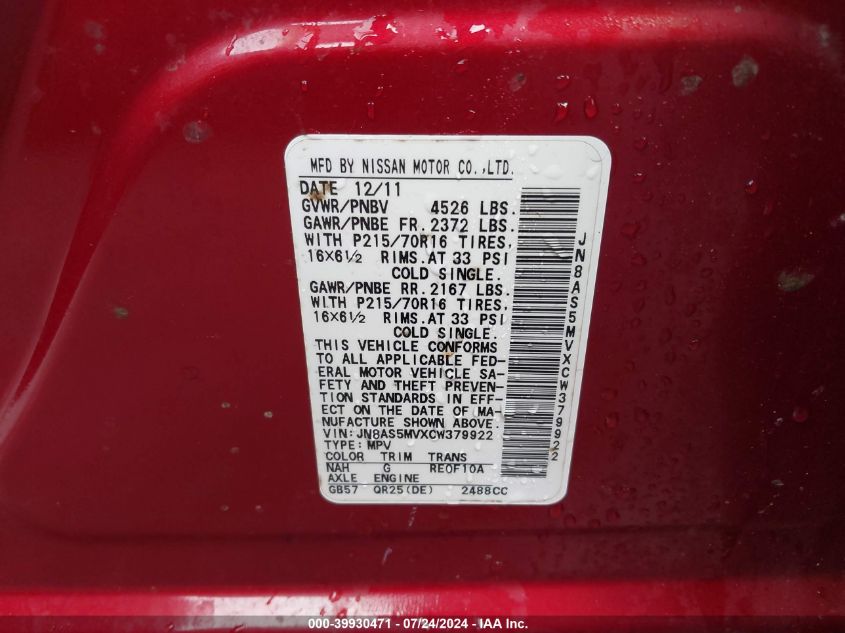 MFD BY NISSAN MOTOR CO.,LTD.
DATE 12/11
GVWR/PNBV 4526 LBS.
GAWR/PNBE FR. 2372 LBS.
WITH P215/70R16 TIRES,
16X6½ RIMS.AT 33 PSI
COLD SINGLE.
GAWR/PNBE RR. 2167 LBS.
WITH P215/70R16 TIRES,
16X6½ RIMS.AT 33 PSI
COLD SINGLE.
THIS VEHICLE CONFORMS
TO ALL APPLICABLE FED-
ERAL MOTOR VEHICLE SA-
FETY AND THEFT PREVEN-
TION STANDARDS IN EFF-
ECT ON THE DATE OF MA-
NUFACTURE SHOWN ABOVE.
VIN:JN8AS5MVXCW379922
TYPE:MPV
COLOR TRIM TRANS
NAH G RE0F10A
AXLE ENGINE
GB57 QR25(DE) 2488CC
JN8AS5MVXCW379922
000-39930471 - 07/24/2024 - IAA Inc.